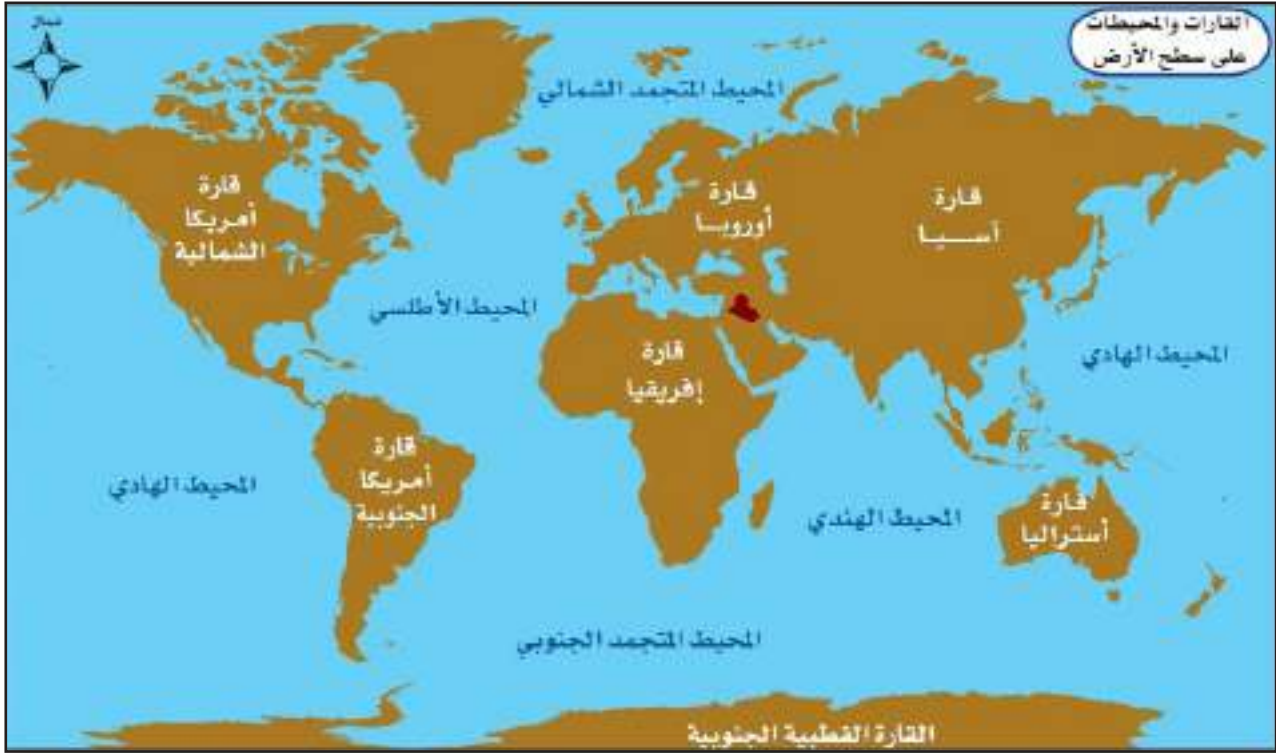 القارات والمحيطات
على سطح الأرض
شمال
المحيط المتجمد الشمالي
قارة
أمريكا
الشمالية
قارة
أوروبا
قارة
آسيا
المحيط الأطلسي
المحيط الهادي
قارة
إفريقيا
قارة
أمريكا
الجنوبية
المحيط الهادي
المحيط الهندي
قارة
أستراليا
المحيط المتجمد الجنوبي
القارة القطبية الجنوبية